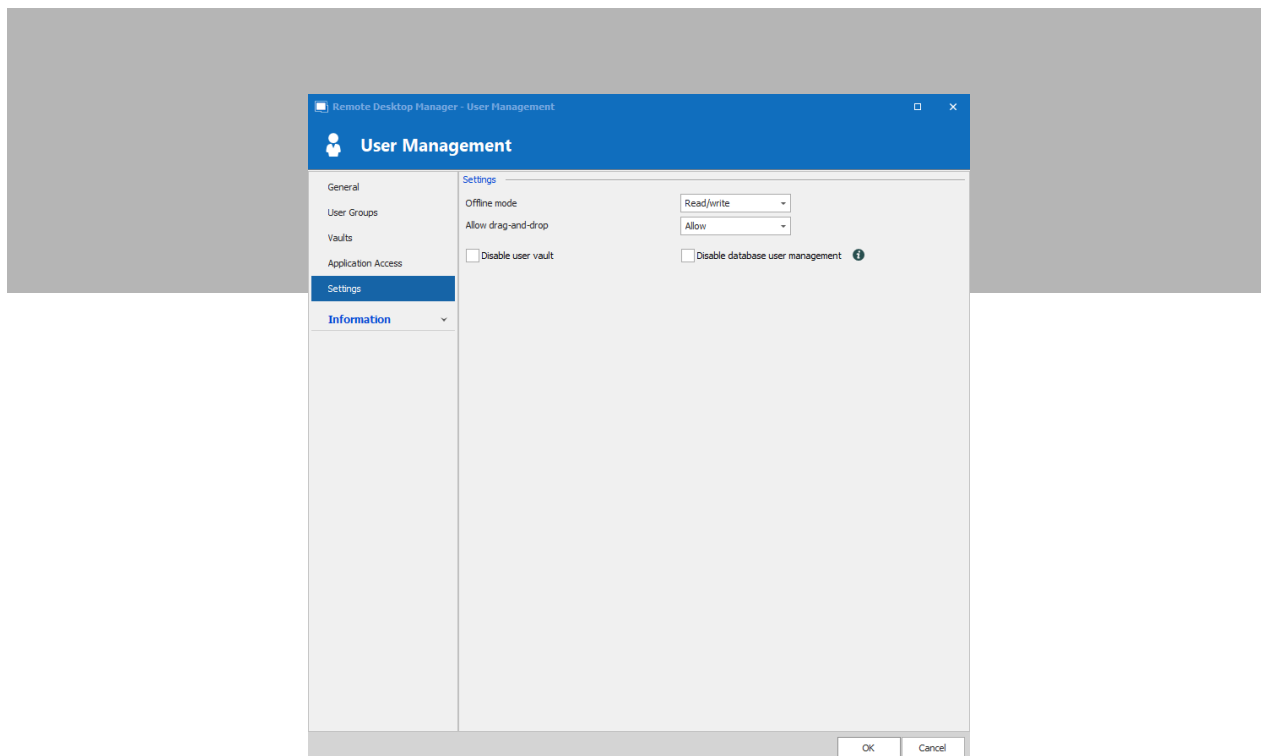 Remote Desktop Manager - User Management
User Management
General
User Groups
Vaults
Application Access
Settings
Information
Settings
Offline mode Read/write
Allow drag-and-drop Allow
Disable user vault Disable database user management
OK Cancel